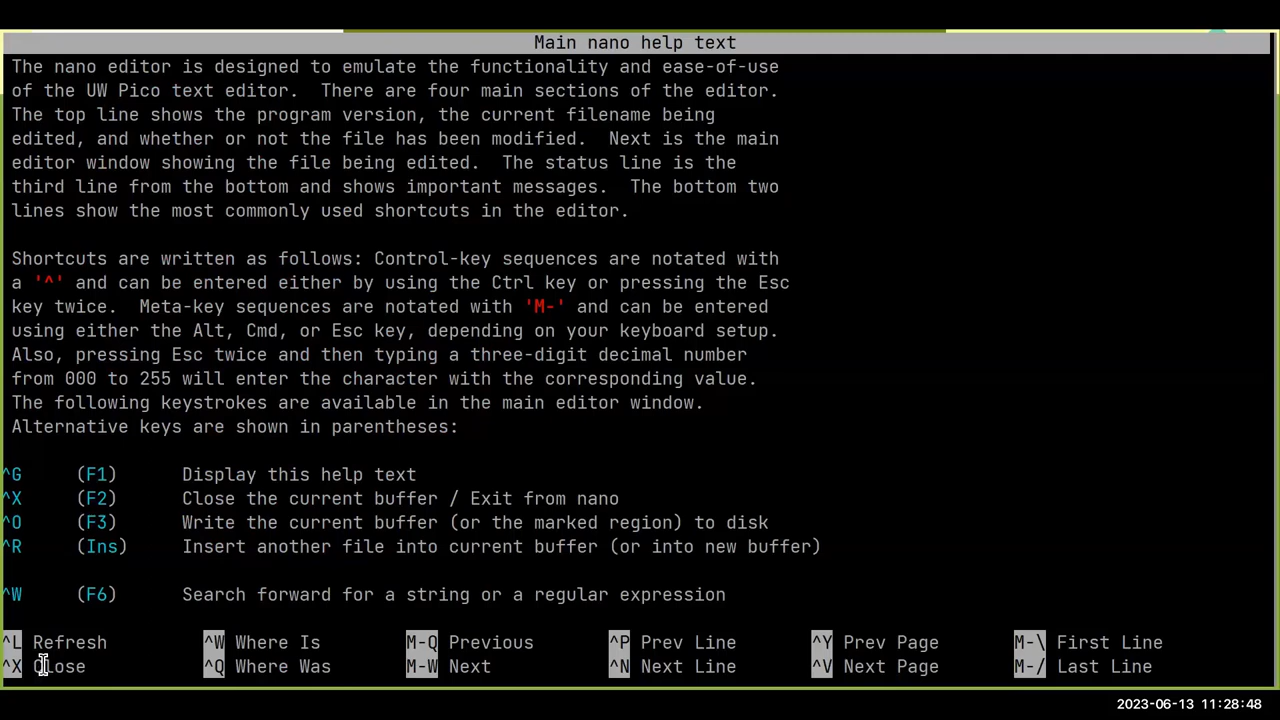 Main nano help text
The nano editor is designed to emulate the functionality and ease-of-use
of the UW Pico text editor.  There are four main sections of the editor.
The top line shows the program version, the current filename being
edited, and whether or not the file has been modified.  Next is the main
editor window showing the file being edited.  The status line is the
third line from the bottom and shows important messages.  The bottom two
lines show the most commonly used shortcuts in the editor.
Shortcuts are written as follows: Control-key sequences are notated with
a '^' and can be entered either by using the Ctrl key or pressing the Esc
key twice.  Meta-key sequences are notated with 'M-' and can be entered
using either the Alt, Cmd, or Esc key, depending on your keyboard setup.
Also, pressing Esc twice and then typing a three-digit decimal number
from 000 to 255 will enter the character with the corresponding value.
The following keystrokes are available in the main editor window.
Alternative keys are shown in parentheses:
^G (F1) Display this help text
^X (F2) Close the current buffer / Exit from nano
^O (F3) Write the current buffer (or the marked region) to disk
^R (Ins) Insert another file into current buffer (or into new buffer)
^W (F6) Search forward for a string or a regular expression
^L Refresh ^W Where Is M-Q Previous ^P Prev Line ^Y Prev Page M-\ First Line
^X Close ^Q Where Was M-W Next ^N Next Line ^V Next Page M-/ Last Line
2023-06-13 11:28:48